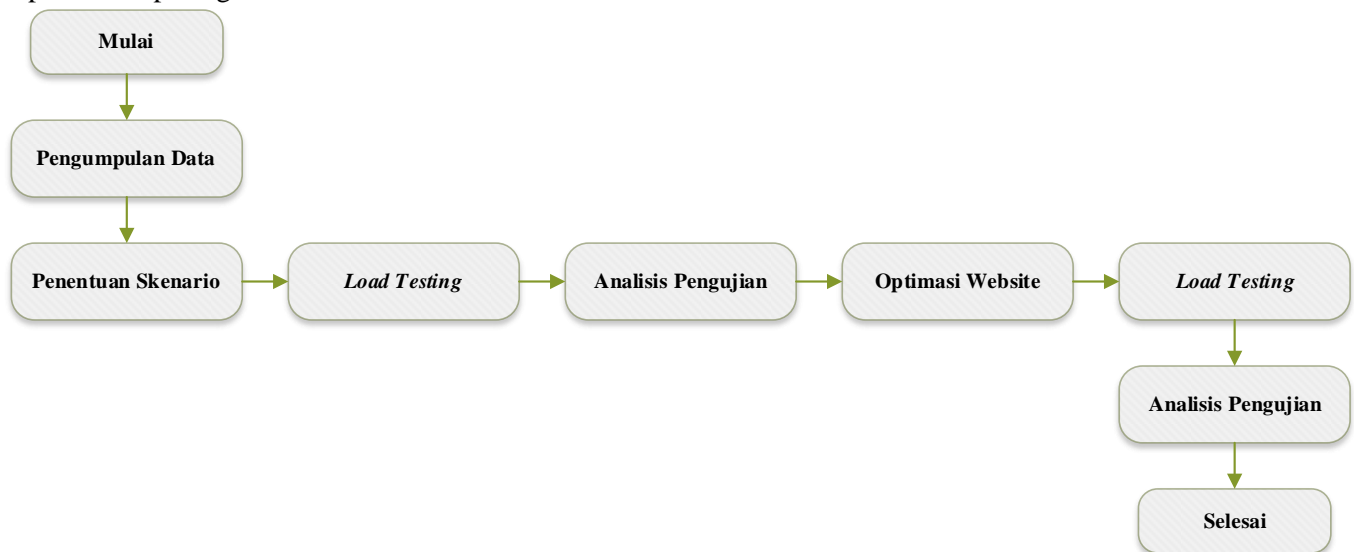 Mulai
Pengumpulan Data
Penentuan Skenario
Load Testing
Analisis Pengujian
Optimasi Website
Load Testing
Analisis Pengujian
Selesai